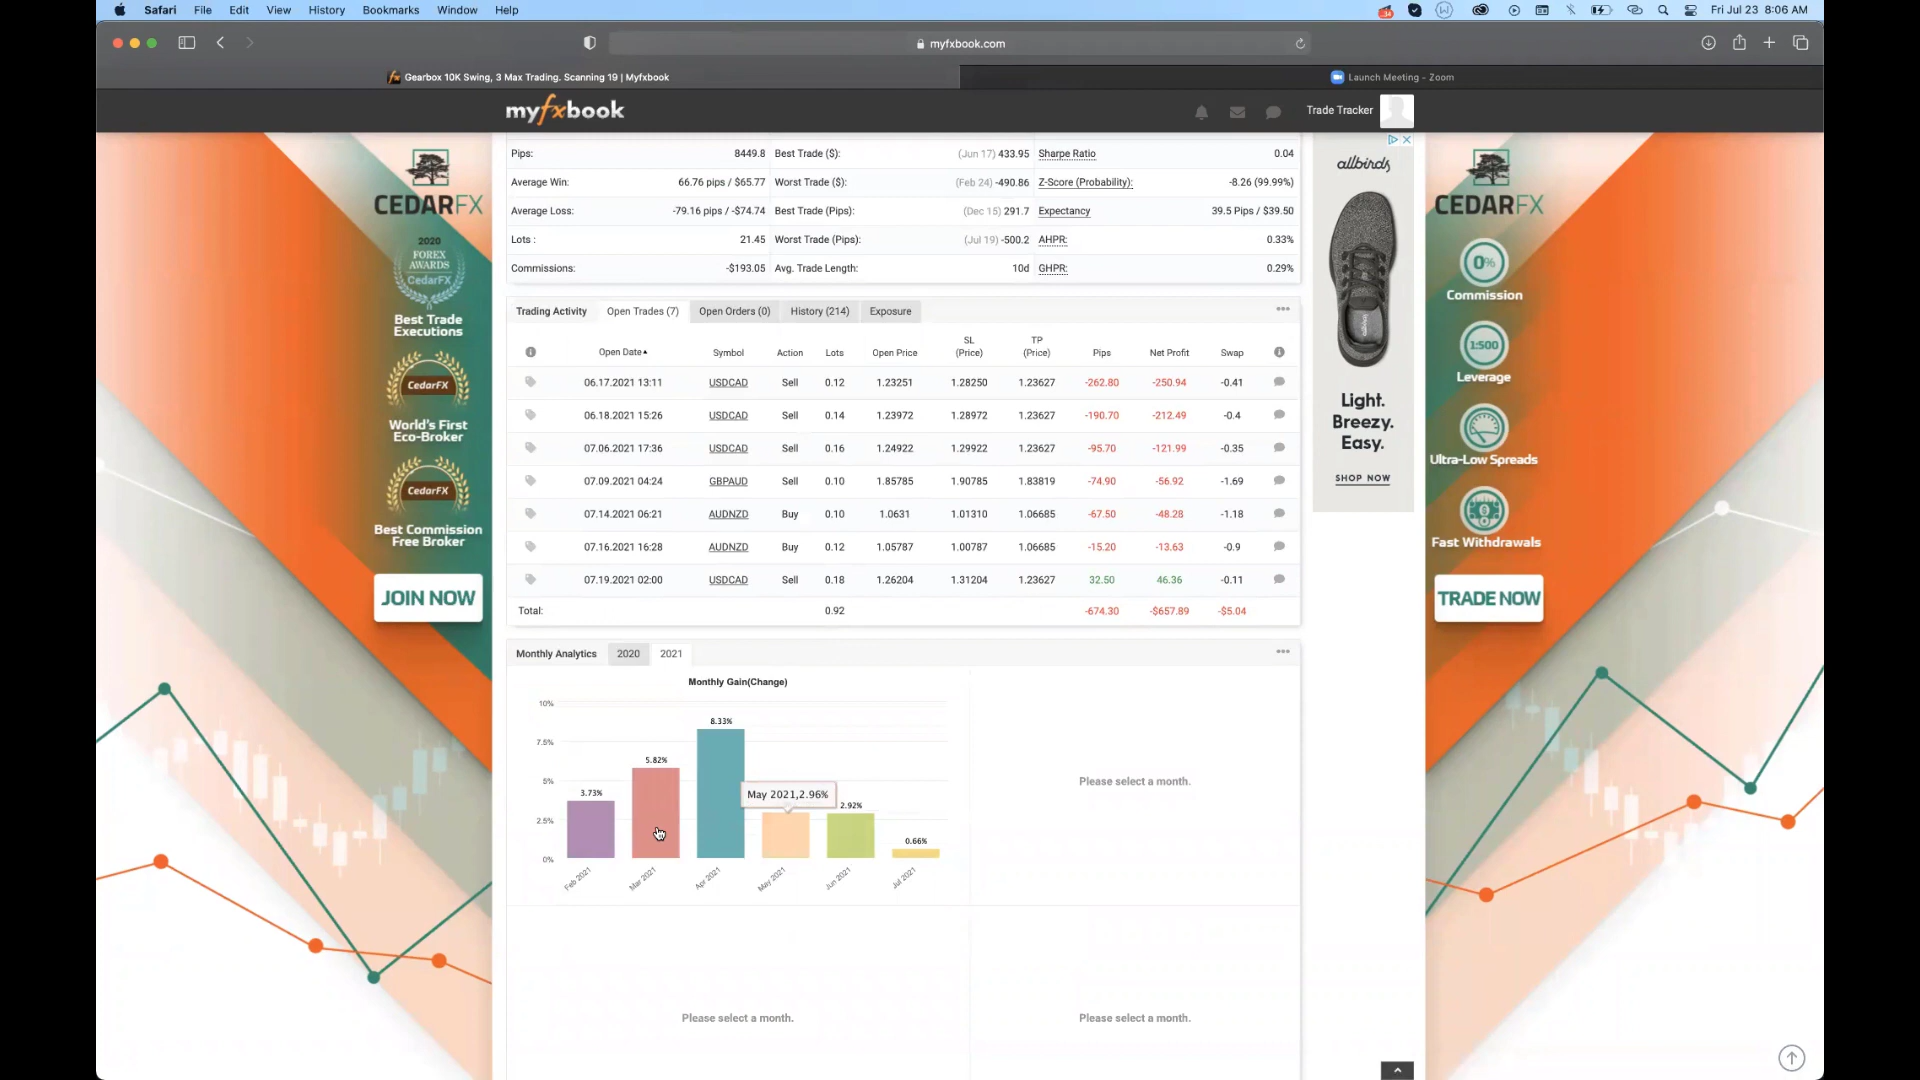 Safari File Edit View History Bookmarks Window Help Fri Jul 23 8:06 AM
myfxbook.com
Gearbox 10K Swing, 3 Max Trading. Scanning 19 | Myfxbook Launch Meeting - Zoom
myfxbook Trade Tracker
Pips: 8449.8 Best Trade ($): (Jun 17) 433.95 Sharpe Ratio 0.04
Average Win: 66.76 pips / $65.77 Worst Trade ($): (Feb 24) -490.86 Z-Score (Probability): -8.26 (99.99%)
Average Loss: -79.16 pips / -$74.74 Best Trade (Pips): (Dec 15) 291.7 Expectancy 39.5 Pips / $39.50
Lots : 21.45 Worst Trade (Pips): (Jul 19) -500.2 AHPR: 0.33%
Commissions: -$193.05 Avg. Trade Length: 10d GHPR: 0.29%
Trading Activity Open Trades (7) Open Orders (0) History (214) Exposure
Open Date Symbol Action Lots Open Price SL (Price) TP (Price) Pips Net Profit Swap
06.17.2021 13:11 USDCAD Sell 0.12 1.23251 1.28250 1.23627 -262.80 -250.94 -0.41
06.18.2021 15:26 USDCAD Sell 0.14 1.23972 1.28972 1.23627 -190.70 -212.49 -0.4
07.06.2021 17:36 USDCAD Sell 0.16 1.24922 1.29922 1.23627 -95.70 -121.99 -0.35
07.09.2021 04:24 GBPAUD Sell 0.10 1.85785 1.90785 1.83819 -74.90 -56.92 -1.69
07.14.2021 06:21 AUDNZD Buy 0.10 1.0631 1.01310 1.06685 -67.50 -48.28 -1.18
07.16.2021 16:28 AUDNZD Buy 0.12 1.05787 1.00787 1.06685 -15.20 -13.63 -0.9
07.19.2021 02:00 USDCAD Sell 0.18 1.26204 1.31204 1.23627 32.50 46.36 -0.11
Total: 0.92 -674.30 -$657.89 -$5.04
Monthly Analytics 2020 2021
Monthly Gain(Change)
10%
7.5%
5%
2.5%
0%
3.73%
5.82%
8.33%
May 2021,2.96%
2.92%
0.66%
Feb 2021 Mar 2021 Apr 2021 May 2021 Jun 2021 Jul 2021
Please select a month.
Please select a month.
Please select a month.
CEDARFX
2020
FOREX
AWARDS
CedarFX
Best Trade
Executions
CedarFX
World's First
Eco-Broker
CedarFX
Best Commission
Free Broker
JOIN NOW
allbirds
Light.
Breezy.
Easy.
SHOP NOW
CEDARFX
0%
Commission
1:500
Leverage
Ultra-Low Spreads
Fast Withdrawals
TRADE NOW